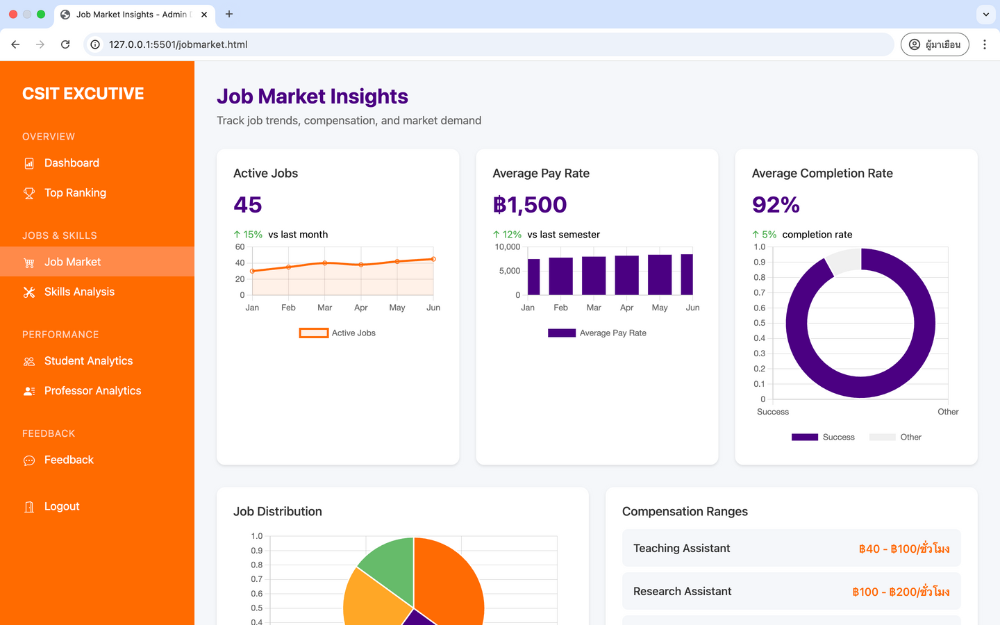 Job Market Insights - Admin
127.0.0.1:5501/jobmarket.html
ผู้มาเยือน
CSIT EXCUTIVE
OVERVIEW
Dashboard
Top Ranking
JOBS & SKILLS
Job Market
Skills Analysis
PERFORMANCE
Student Analytics
Professor Analytics
FEEDBACK
Feedback
Logout
Job Market Insights
Track job trends, compensation, and market demand
Active Jobs
45
↑ 15% vs last month
60
40
20
0
Jan Feb Mar Apr May Jun
Active Jobs
Average Pay Rate
฿1,500
↑ 12% vs last semester
10,000
5,000
0
Jan Feb Mar Apr May Jun
Average Pay Rate
Average Completion Rate
92%
↑ 5% completion rate
1.0
0.9
0.8
0.7
0.6
0.5
0.4
0.3
0.2
0.1
0
Success Other
Success Other
Job Distribution
1.0
0.9
0.8
0.7
0.6
0.5
0.4
Compensation Ranges
Teaching Assistant ฿40 - ฿100/ชั่วโมง
Research Assistant ฿100 - ฿200/ชั่วโมง